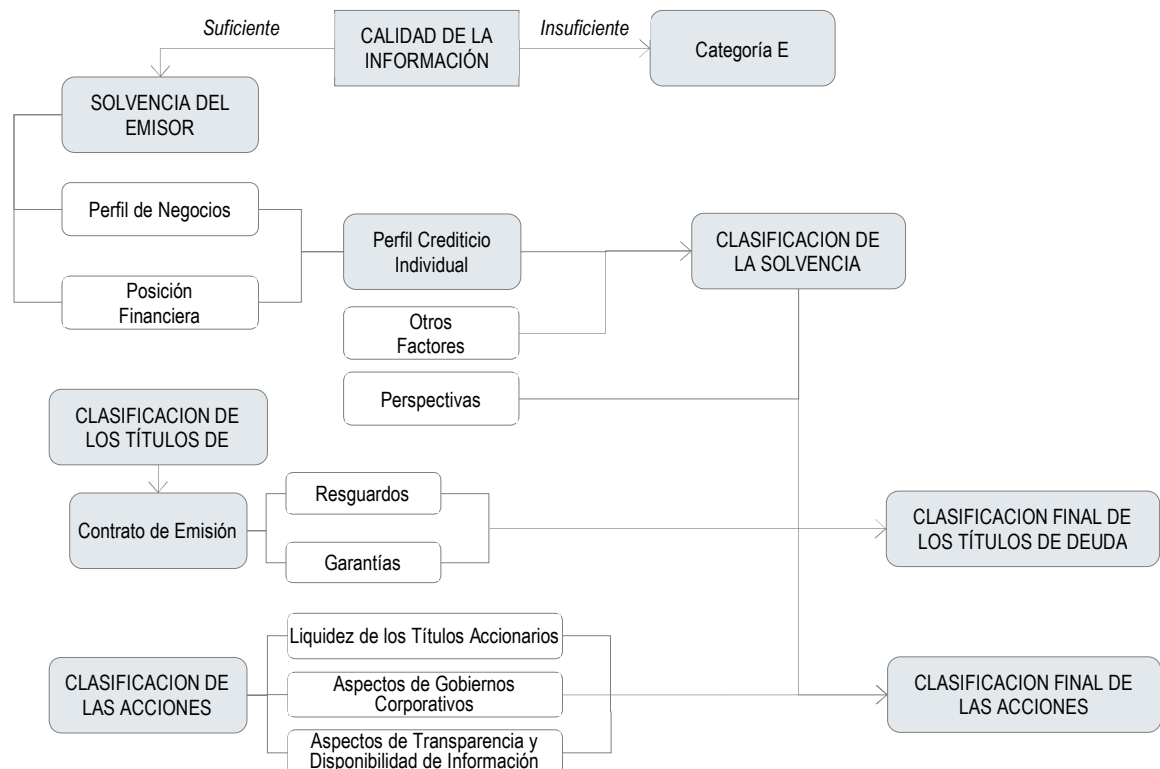 Suficiente
CALIDAD DE LA
INFORMACIÓN
Insuficiente
Categoría E
SOLVENCIA DEL
EMISOR
Perfil de Negocios
Posición
Financiera
Perfil Crediticio
Individual
Otros
Factores
Perspectivas
CLASIFICACION DE
LA SOLVENCIA
CLASIFICACION DE
LOS TÍTULOS DE
Contrato de Emisión
Resguardos
Garantías
CLASIFICACION FINAL DE
LOS TÍTULOS DE DEUDA
CLASIFICACION DE
LAS ACCIONES
Liquidez de los Títulos Accionarios
Aspectos de Gobiernos
Corporativos
Aspectos de Transparencia y
Disponibilidad de Información
CLASIFICACION FINAL DE
LAS ACCIONES